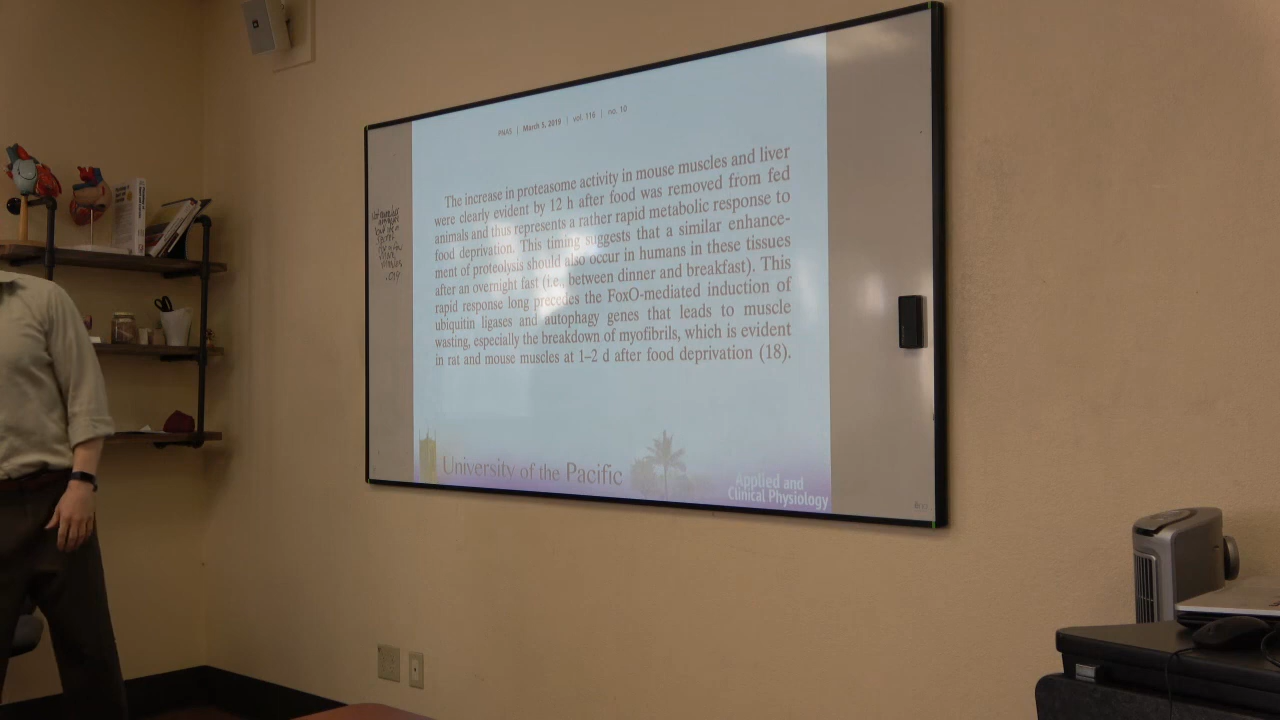 PNAS | March 5, 2019 | vol. 116 | no. 10
The increase in proteasome activity in mouse muscles and liver
were clearly evident by 12 h after food was removed from fed
animals and thus represents a rather rapid metabolic response to
food deprivation. This timing suggests that a similar enhance-
ment of proteolysis should also occur in humans in these tissues
after an overnight fast (i.e., between dinner and breakfast). This
rapid response long precedes the FoxO-mediated induction of
ubiquitin ligases and autophagy genes that leads to muscle
wasting, especially the breakdown of myofibrils, which is evident
in rat and mouse muscles at 1–2 d after food deprivation (18).
University of the Pacific
Applied and
Clinical Physiology